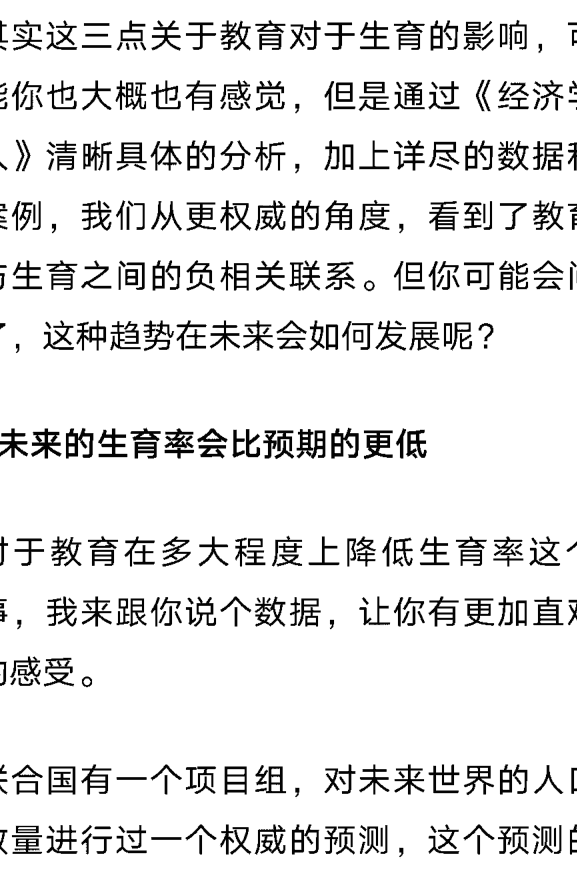 其实这三点关于教育对于生育的影响，可
能你也大概也有感觉，但是通过《经济学
人》清晰具体的分析，加上详尽的数据和
案例，我们从更权威的角度，看到了教育
与生育之间的负相关联系。但你可能会问
了，这种趋势在未来会如何发展呢？
未来的生育率会比预期的更低
对于教育在多大程度上降低生育率这个
事，我来跟你说个数据，让你有更加直观
的感受。
联合国有一个项目组，对未来世界的人口
数量进行过一个权威的预测，这个预测的